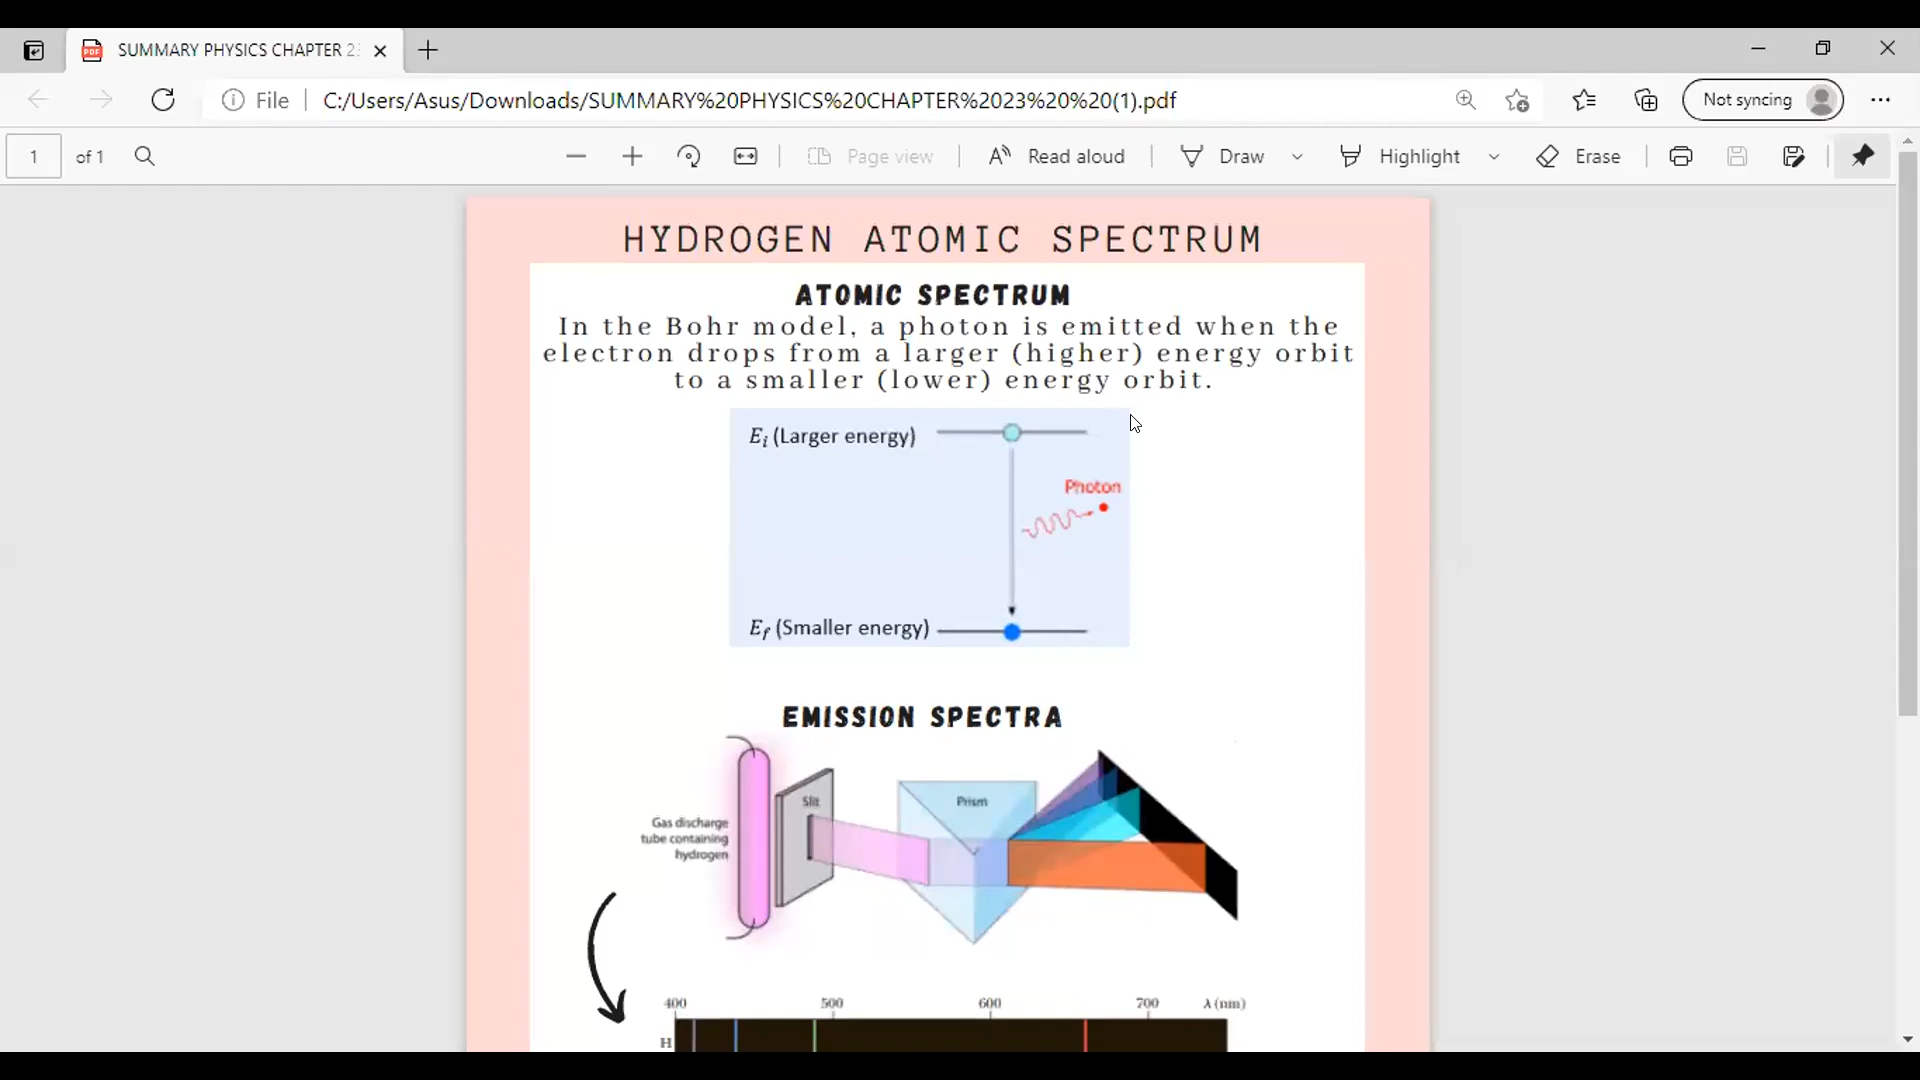 SUMMARY PHYSICS CHAPTER 2
File
C:/Users/Asus/Downloads/SUMMARY%20PHYSICS%20CHAPTER%2023%20%20(1).pdf
Not syncing
1 of 1
Page view
Read aloud
Draw
Highlight
Erase
HYDROGEN ATOMIC SPECTRUM
ATOMIC SPECTRUM
In the Bohr model, a photon is emitted when the
electron drops from a larger (higher) energy orbit
to a smaller (lower) energy orbit.
Ei (Larger energy)
Photon
Ef (Smaller energy)
EMISSION SPECTRA
Slit
Prism
Gas discharge
tube containing
hydrogen
400 500 600 700 λ (nm)
H